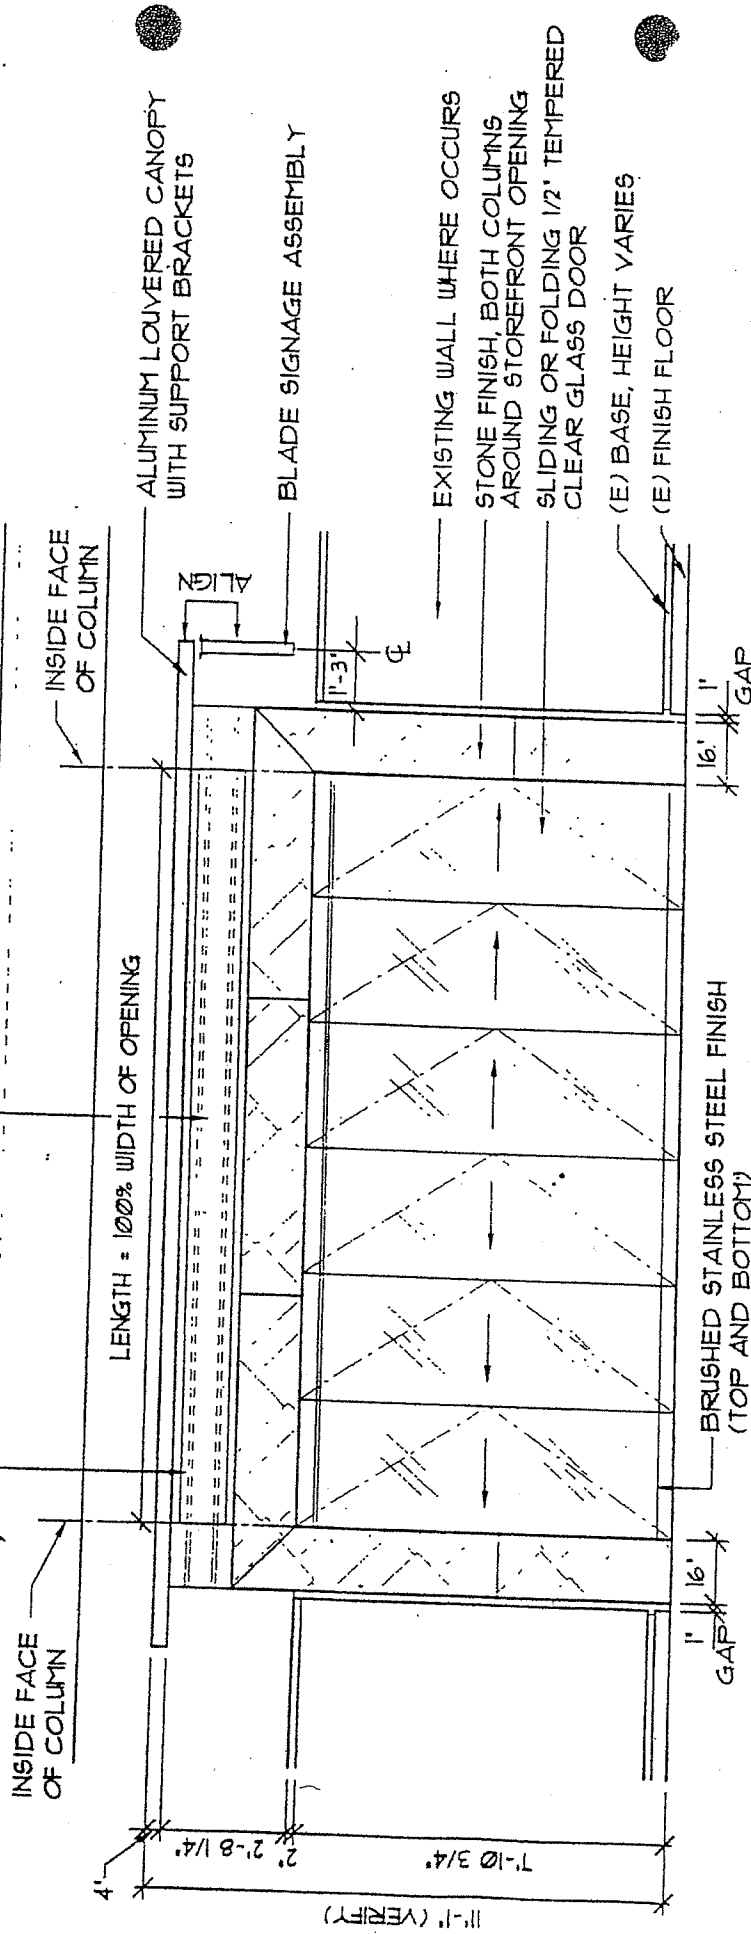 INSIDE FACE
OF COLUMN
LENGTH = 100% WIDTH OF OPENING
INSIDE FACE
OF COLUMN
ALUMINUM LOUVERED CANOPY
WITH SUPPORT BRACKETS
ALIGN
BLADE SIGNAGE ASSEMBLY
1'-3"
CL
EXISTING WALL WHERE OCCURS
STONE FINISH, BOTH COLUMNS
AROUND STOREFRONT OPENING
SLIDING OR FOLDING 1/2" TEMPERED
CLEAR GLASS DOOR
(E) BASE, HEIGHT VARIES
(E) FINISH FLOOR
4"
2'-8 1/4"
2"
7'-10 3/4"
11'-1" (VERIFY)
1"
GAP
16"
BRUSHED STAINLESS STEEL FINISH
(TOP AND BOTTOM)
16"
1"
GAP